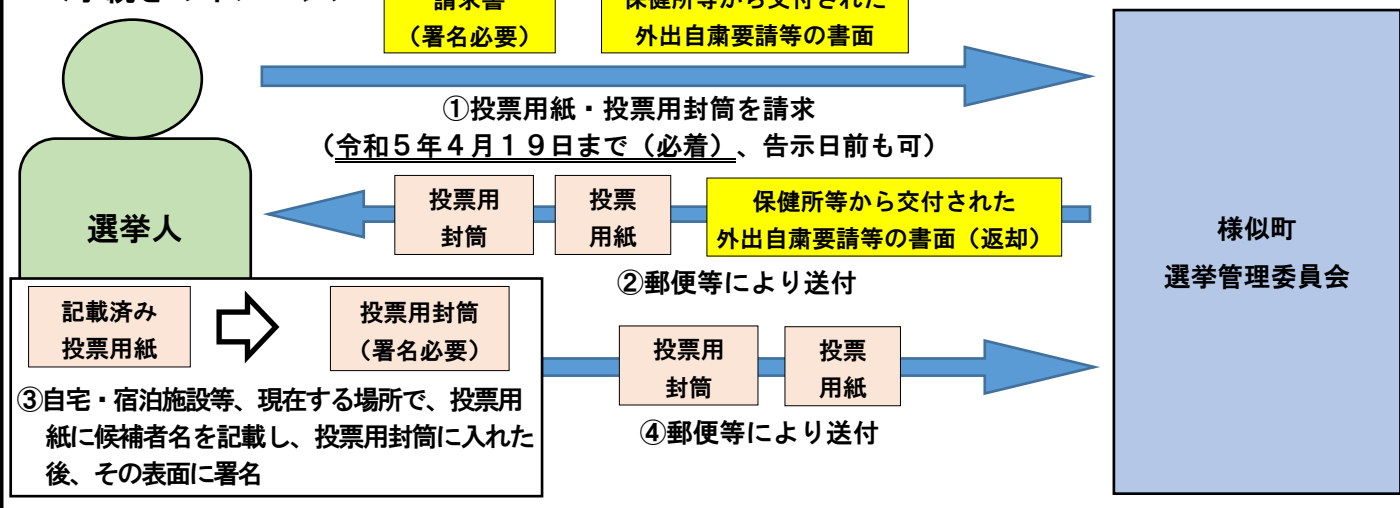 請求書
（署名必要）
保健所等から交付された
外出自粛要請等の書面
①投票用紙・投票用封筒を請求
（令和５年４月１９日まで（必着）、告示日前も可）
選挙人
投票用
封筒
投票
用紙
保健所等から交付された
外出自粛要請等の書面（返却）
②郵便等により送付
様似町
選挙管理委員会
記載済み
投票用紙
投票用封筒
（署名必要）
③自宅・宿泊施設等、現在する場所で、投票用
紙に候補者名を記載し、投票用封筒に入れた
後、その表面に署名
投票用
封筒
投票
用紙
④郵便等により送付